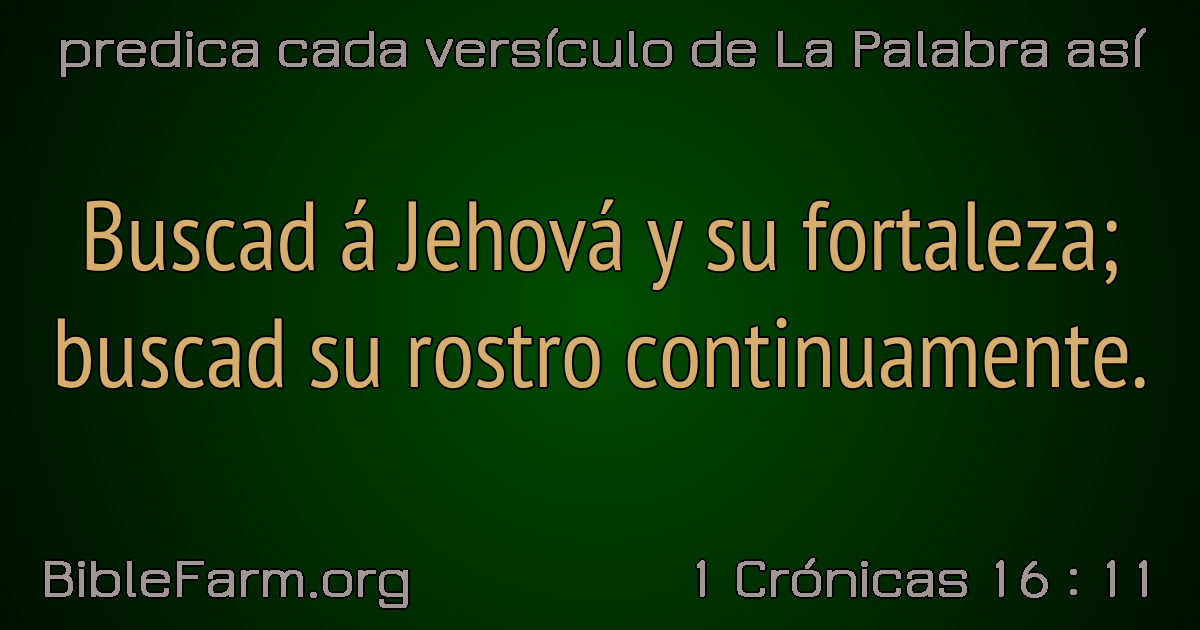 predica cada versículo de La Palabra así
Buscad á Jehová y su fortaleza;
buscad su rostro continuamente.
BibleFarm.org
1 Crónicas 16 : 11